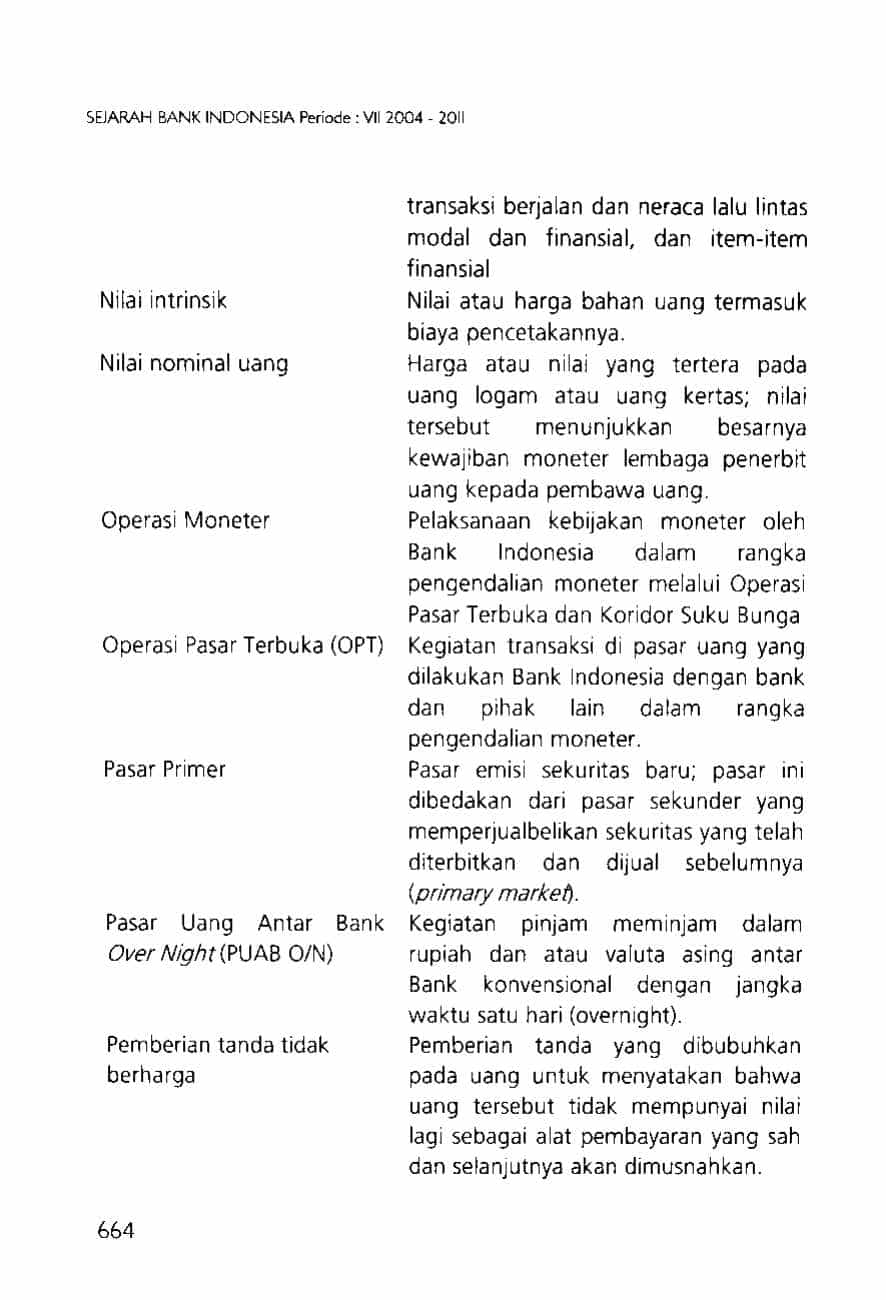 SEJARAH BANK INDONESIA Periode : VII 2004 - 2011
transaksi berjalan dan neraca lalu lintas
modal dan finansial, dan item-item
finansial
Nilai intrinsik Nilai atau harga bahan uang termasuk
biaya pencetakannya.
Nilai nominal uang Harga atau nilai yang tertera pada
uang logam atau uang kertas; nilai
tersebut menunjukkan besarnya
kewajiban moneter lembaga penerbit
uang kepada pembawa uang.
Operasi Moneter Pelaksanaan kebijakan moneter oleh
Bank Indonesia dalam rangka
pengendalian moneter melalui Operasi
Pasar Terbuka dan Koridor Suku Bunga
Operasi Pasar Terbuka (OPT) Kegiatan transaksi di pasar uang yang
dilakukan Bank Indonesia dengan bank
dan pihak lain dalam rangka
pengendalian moneter.
Pasar Primer Pasar emisi sekuritas baru; pasar ini
dibedakan dari pasar sekunder yang
memperjualbelikan sekuritas yang telah
diterbitkan dan dijual sebelumnya
(primary market).
Pasar Uang Antar Bank Kegiatan pinjam meminjam dalam
Over Night (PUAB O/N) rupiah dan atau valuta asing antar
Bank konvensional dengan jangka
waktu satu hari (overnight).
Pemberian tanda tidak Pemberian tanda yang dibubuhkan
berharga pada uang untuk menyatakan bahwa
uang tersebut tidak mempunyai nilai
lagi sebagai alat pembayaran yang sah
dan selanjutnya akan dimusnahkan.
664